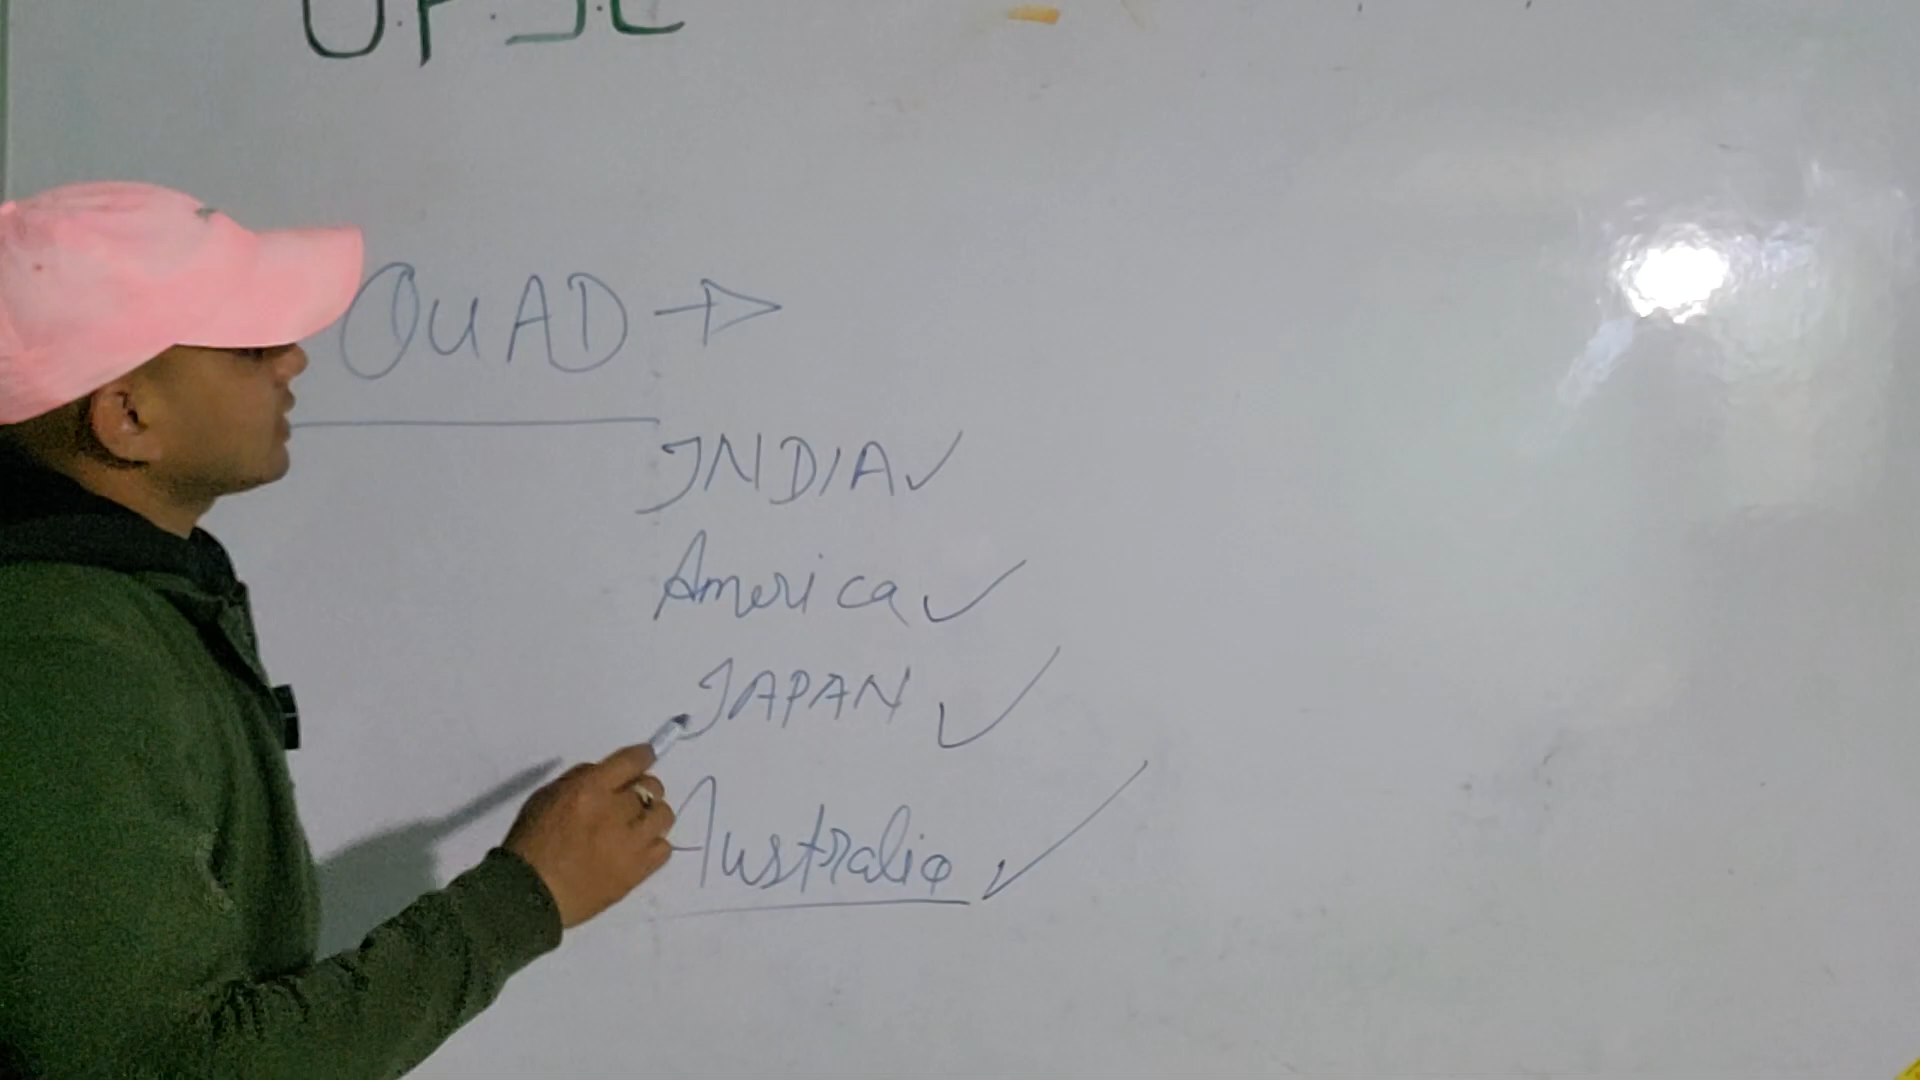 U.P.S.C
QUAD →
INDIA ✓
America ✓
JAPAN ✓
Australia ✓